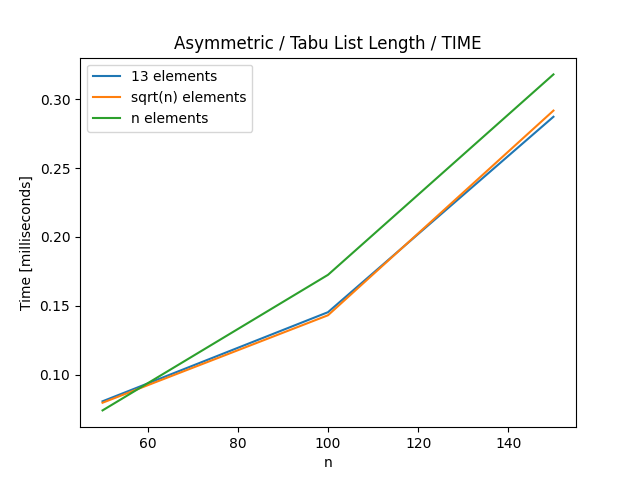 Asymmetric / Tabu List Length / TIME
13 elements
sqrt(n) elements
n elements
Time [milliseconds]
0.30
0.25
0.20
0.15
0.10
60 80 100 120 140
n